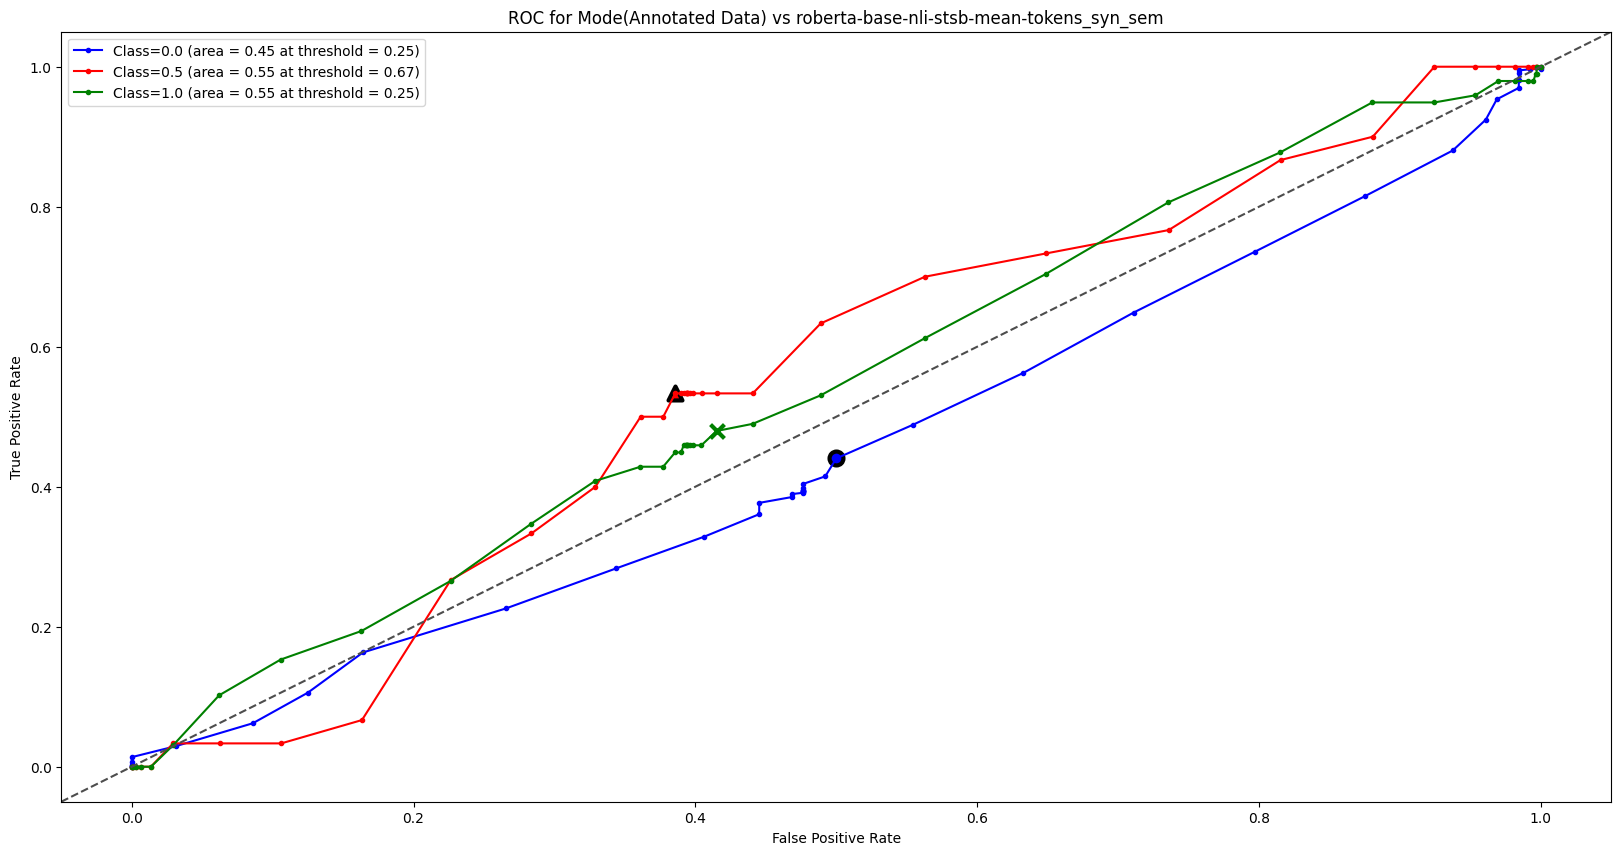 ROC for Mode(Annotated Data) vs roberta-base-nli-stsb-mean-tokens_syn_sem
Class=0.0 (area = 0.45 at threshold = 0.25)
Class=0.5 (area = 0.55 at threshold = 0.67)
Class=1.0 (area = 0.55 at threshold = 0.25)
1.0
0.8
0.6
0.4
0.2
0.0
True Positive Rate
0.0 0.2 0.4 0.6 0.8 1.0
False Positive Rate